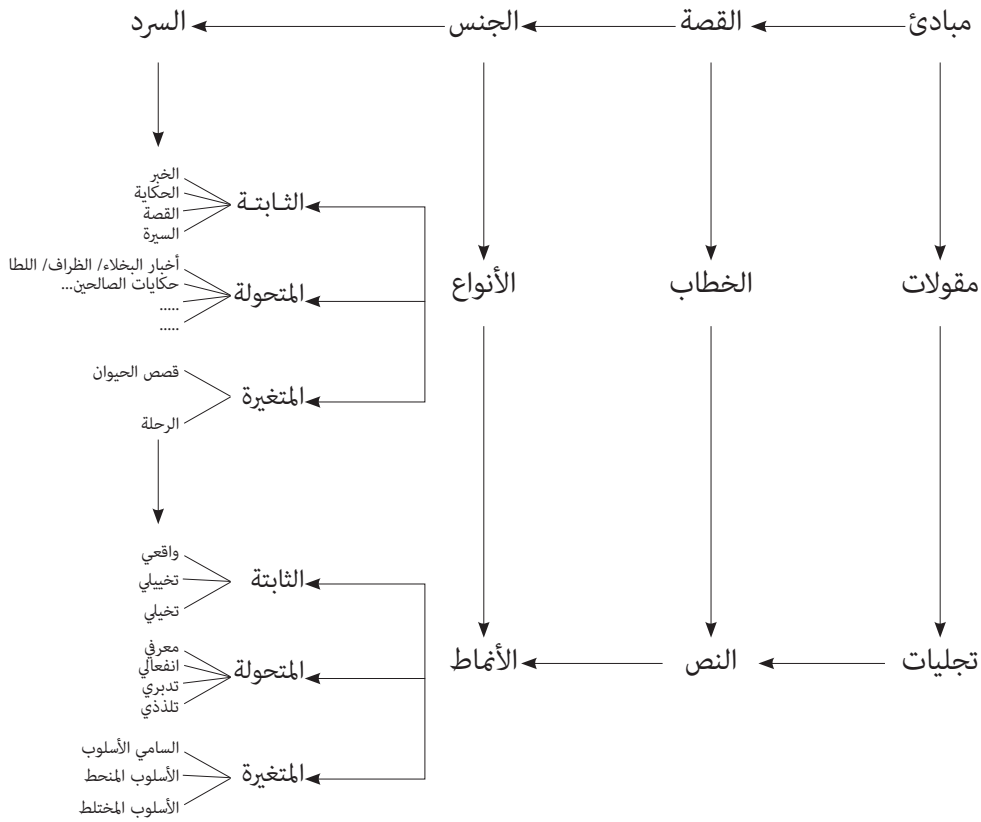 مبادئ القصة الجنس السرد
الخبر
الحكاية
الثـابتـة
القصة
السيرة
أخبار البخلاء/ الظراف/ اللطا
مقولات الخطاب الأنواع المتحولة حكايات الصالحين...
.....
.....
قصص الحيوان
المتغيرة
الرحلة
واقعي
الثابتة تخييلي
تخيلي
معرفي
تجليات النص الأنماط المتحولة انفعالي
تدبري
تلذذي
السامي الأسلوب
المتغيرة الأسلوب المنحط
الأسلوب المختلط